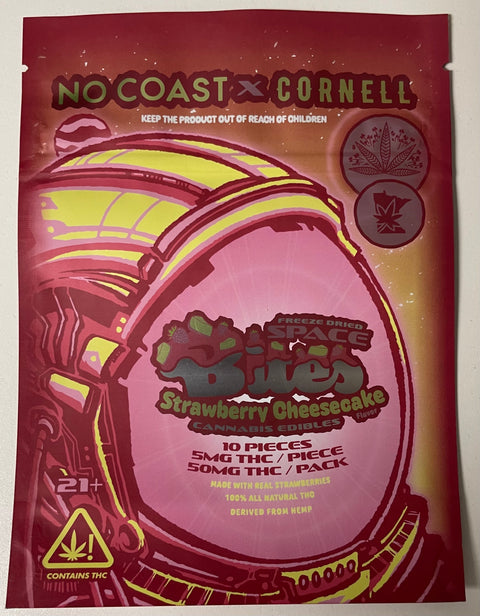 NO COAST X CORNELL
KEEP THE PRODUCT OUT OF REACH OF CHILDREN
FREEZE DRIED
SPACE
Bites
Strawberry Cheesecake
Flavor
CANNABIS EDIBLES
10 PIECES
5MG THC / PIECE
50MG THC / PACK
MADE WITH REAL STRAWBERRIES
100% ALL NATURAL THC
DERIVED FROM HEMP
21+
!
CONTAINS THC